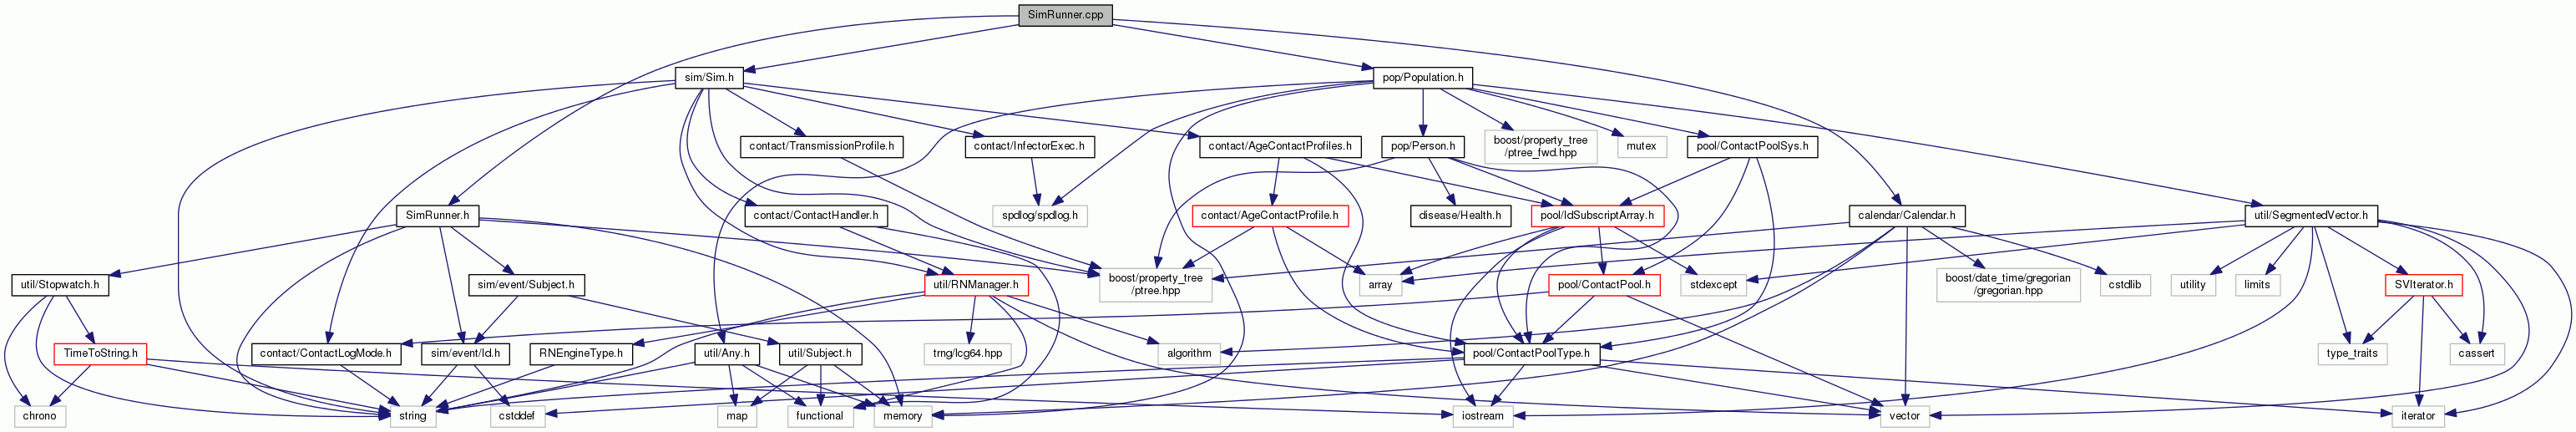 SimRunner.cpp
sim/Sim.h
pop/Population.h
contact/TransmissionProfile.h
contact/InfectorExec.h
contact/AgeContactProfiles.h
pop/Person.h
boost/property_tree
/ptree_fwd.hpp
mutex
pool/ContactPoolSys.h
SimRunner.h
contact/ContactHandler.h
spdlog/spdlog.h
contact/AgeContactProfile.h
disease/Health.h
pool/IdSubscriptArray.h
calendar/Calendar.h
util/SegmentedVector.h
util/Stopwatch.h
sim/event/Subject.h
util/RNManager.h
boost/property_tree
/ptree.hpp
array
pool/ContactPool.h
stdexcept
boost/date_time/gregorian
/gregorian.hpp
cstdlib
utility
limits
SVIterator.h
TimeToString.h
contact/ContactLogMode.h
sim/event/Id.h
RNEngineType.h
util/Any.h
util/Subject.h
trng/lcg64.hpp
algorithm
pool/ContactPoolType.h
type_traits
cassert
chrono
string
cstddef
map
functional
memory
iostream
vector
iterator